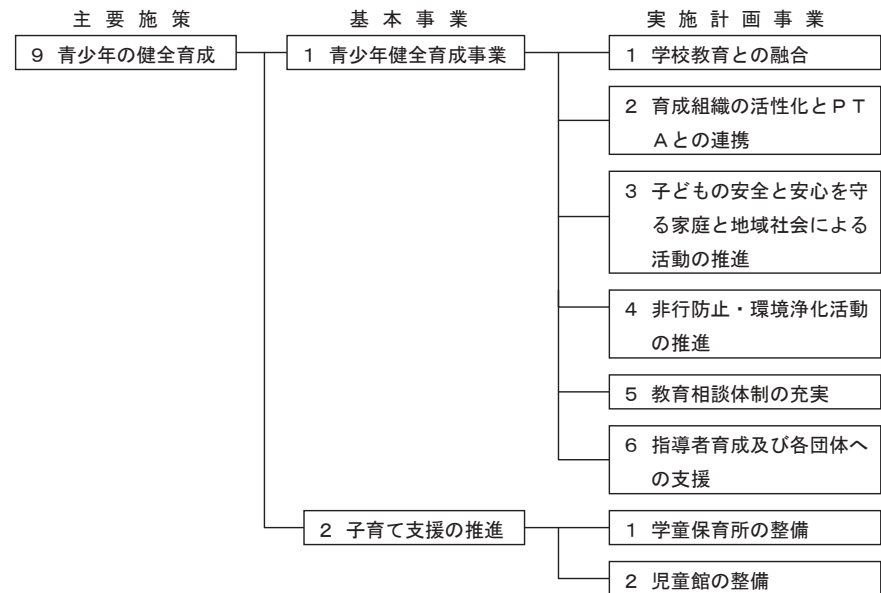 主要施策 基本事業 実施計画事業
9 青少年の健全育成 1 青少年健全育成事業 1 学校教育との融合
2 育成組織の活性化とPT
Aとの連携
3 子どもの安全と安心を守
る家庭と地域社会による
活動の推進
4 非行防止・環境浄化活動
の推進
5 教育相談体制の充実
6 指導者育成及び各団体へ
の支援
2 子育て支援の推進 1 学童保育所の整備
2 児童館の整備